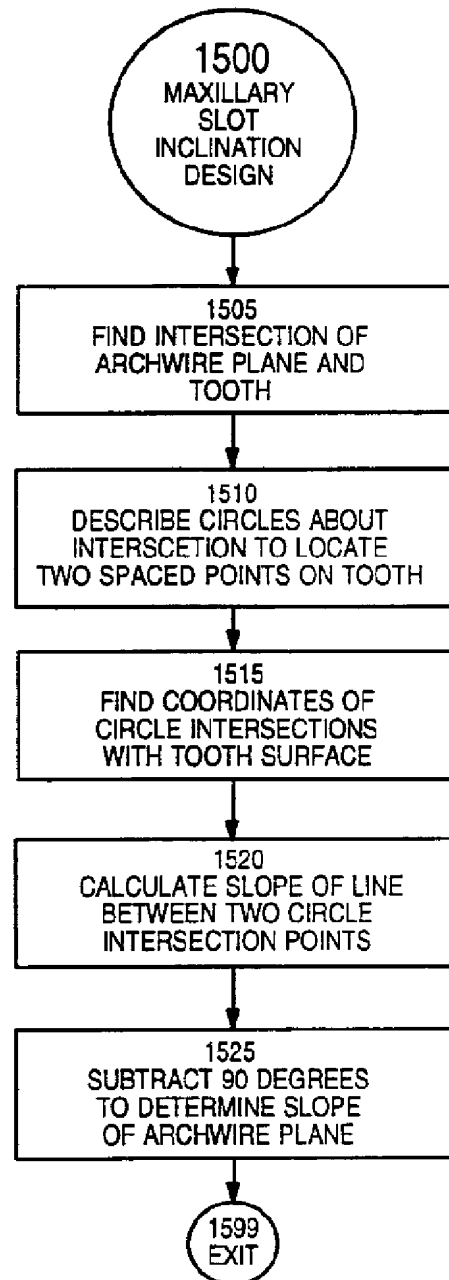 1500
MAXILLARY
SLOT
INCLINATION
DESIGN
1505
FIND INTERSECTION OF
ARCHWIRE PLANE AND
TOOTH
1510
DESCRIBE CIRCLES ABOUT
INTERSCETION TO LOCATE
TWO SPACED POINTS ON TOOTH
1515
FIND COORDINATES OF
CIRCLE INTERSECTIONS
WITH TOOTH SURFACE
1520
CALCULATE SLOPE OF LINE
BETWEEN TWO CIRCLE
INTERSECTION POINTS
1525
SUBTRACT 90 DEGREES
TO DETERMINE SLOPE
OF ARCHWIRE PLANE
1599
EXIT